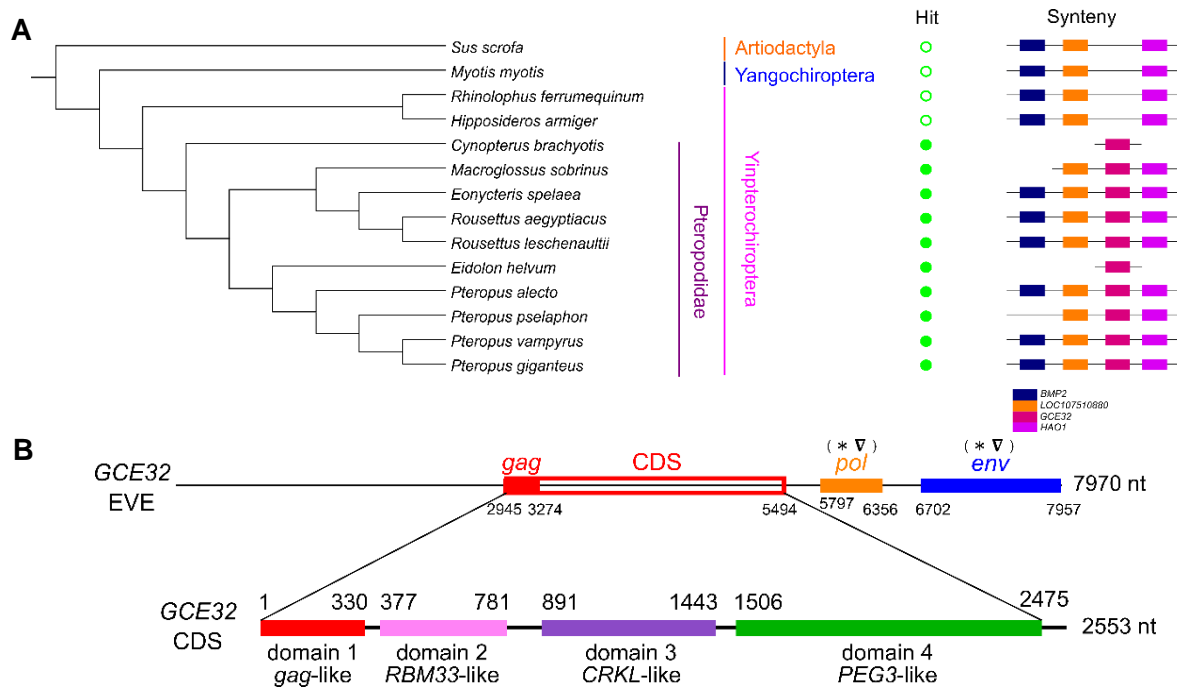 A
Hit
Synteny
Sus scrofa
Artiodactyla
Myotis myotis
Yangochiroptera
Rhinolophus ferrumequinum
Hipposideros armiger
Cynopterus brachyotis
Macroglossus sobrinus
Eonycteris spelaea
Rousettus aegyptiacus
Rousettus leschenaultii
Eidolon helvum
Pteropus alecto
Pteropus pselaphon
Pteropus vampyrus
Pteropus giganteus
Pteropodidae
Yinpterochiroptera
BMP2
LOC107510880
GCE32
HAO1
B
GCE32
EVE
gag
CDS
( * ∇ )
pol
( * ∇ )
env
7970 nt
2945 3274 5494 5797 6356 6702 7957
GCE32
CDS
1 330 377 781 891 1443 1506 2475
2553 nt
domain 1
gag-like
domain 2
RBM33-like
domain 3
CRKL-like
domain 4
PEG3-like